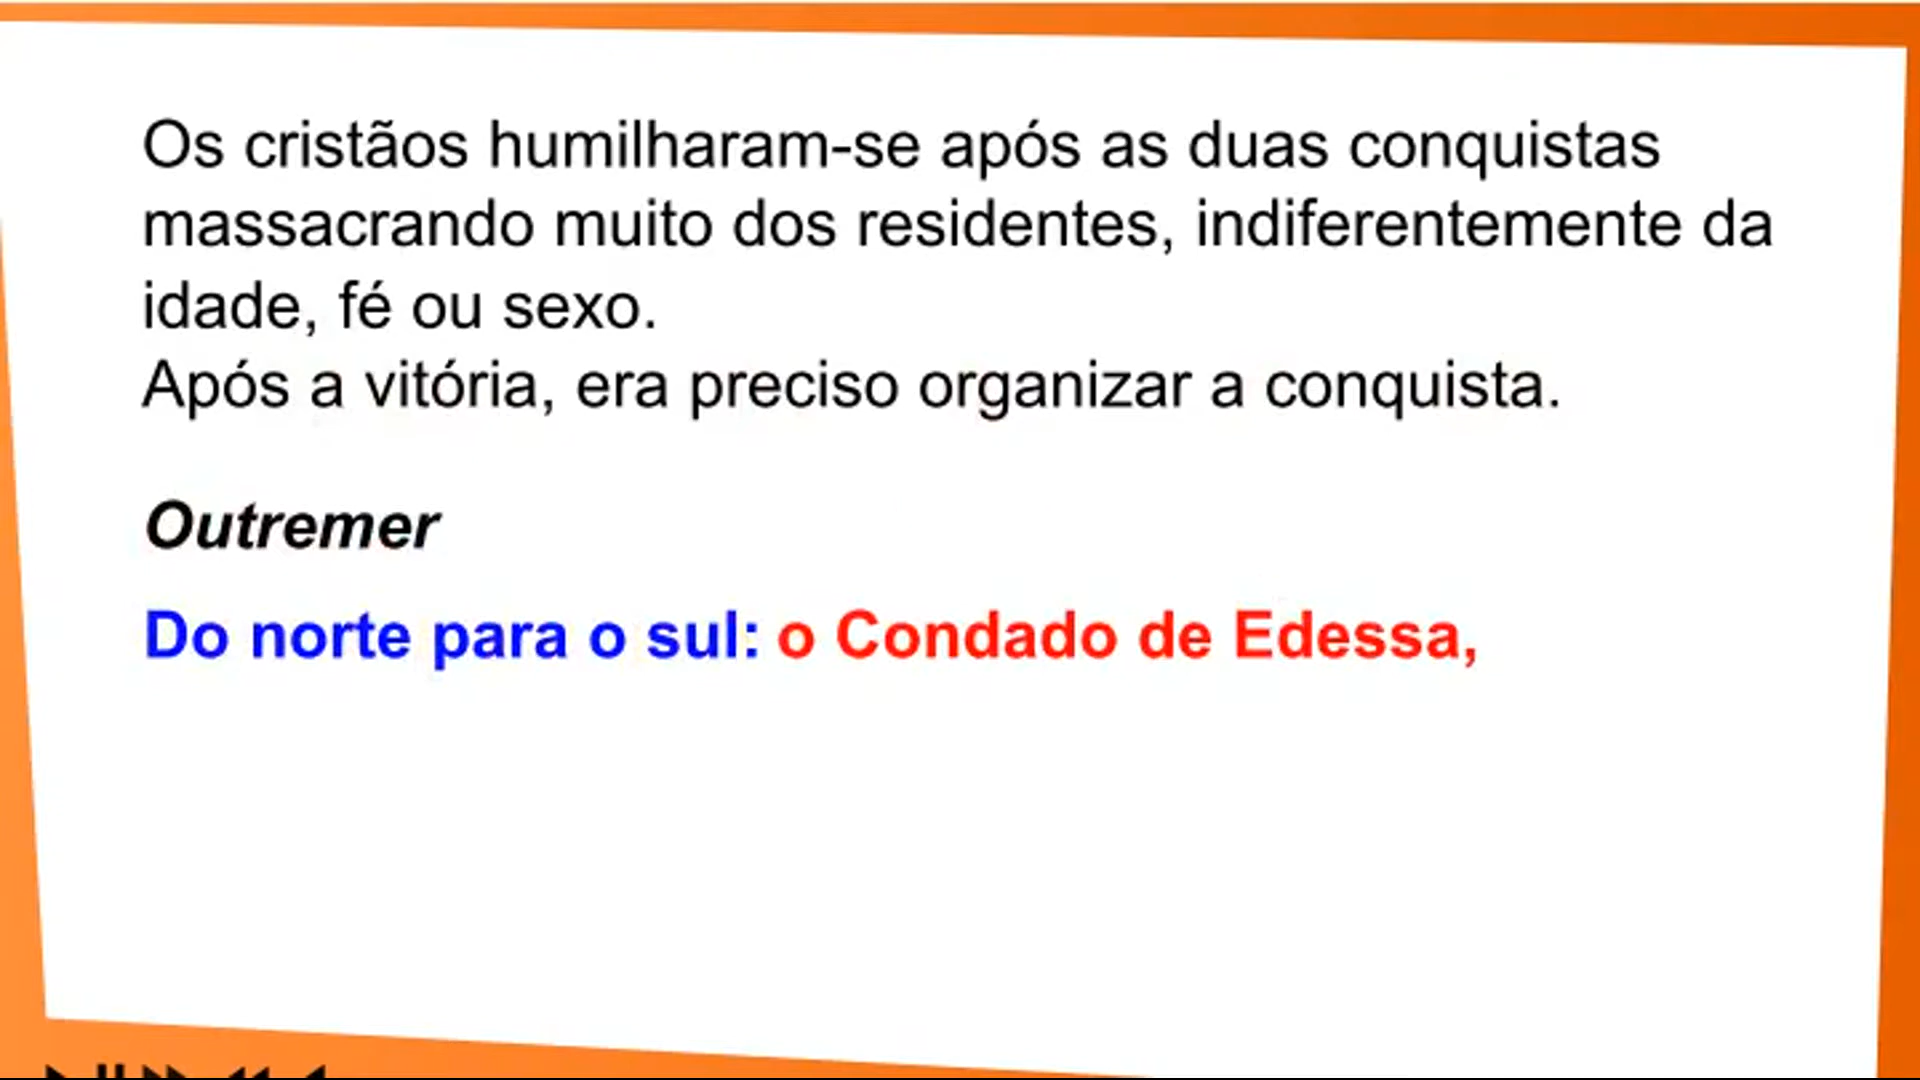 Os cristãos humilharam-se após as duas conquistas
massacrando muito dos residentes, indiferentemente da
idade, fé ou sexo.
Após a vitória, era preciso organizar a conquista.
Outremer
Do norte para o sul: o Condado de Edessa,